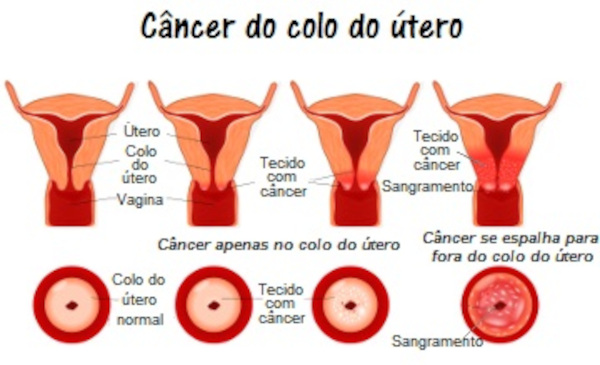 Câncer do colo do útero
Útero
Colo
do
útero
Vagina
Tecido
com
câncer
Tecido
com
câncer
Sangramento
Câncer apenas no colo do útero
Câncer se espalha para
fora do colo do útero
Colo do
útero
normal
Tecido
com
câncer
Sangramento